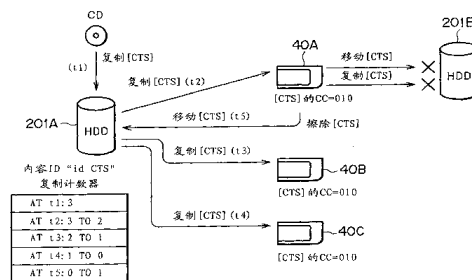 CD
201B
(t1)
复制[CTS]
复制[CTS] (t2)
40A
移动[CTS]
复制[CTS]
HDD
201A
HDD
[CTS]的CC=010
移动[CTS] (t5)
擦除[CTS]
复制[CTS] (t3)
40B
[CTS]的CC=010
内容ID "id CTS"
复制计数器
AT t1: 3
AT t2: 3 TO 2
AT t3: 2 TO 1
AT t4: 1 TO 0
AT t5: 0 TO 1
复制[CTS] (t4)
40C
[CTS]的CC=010